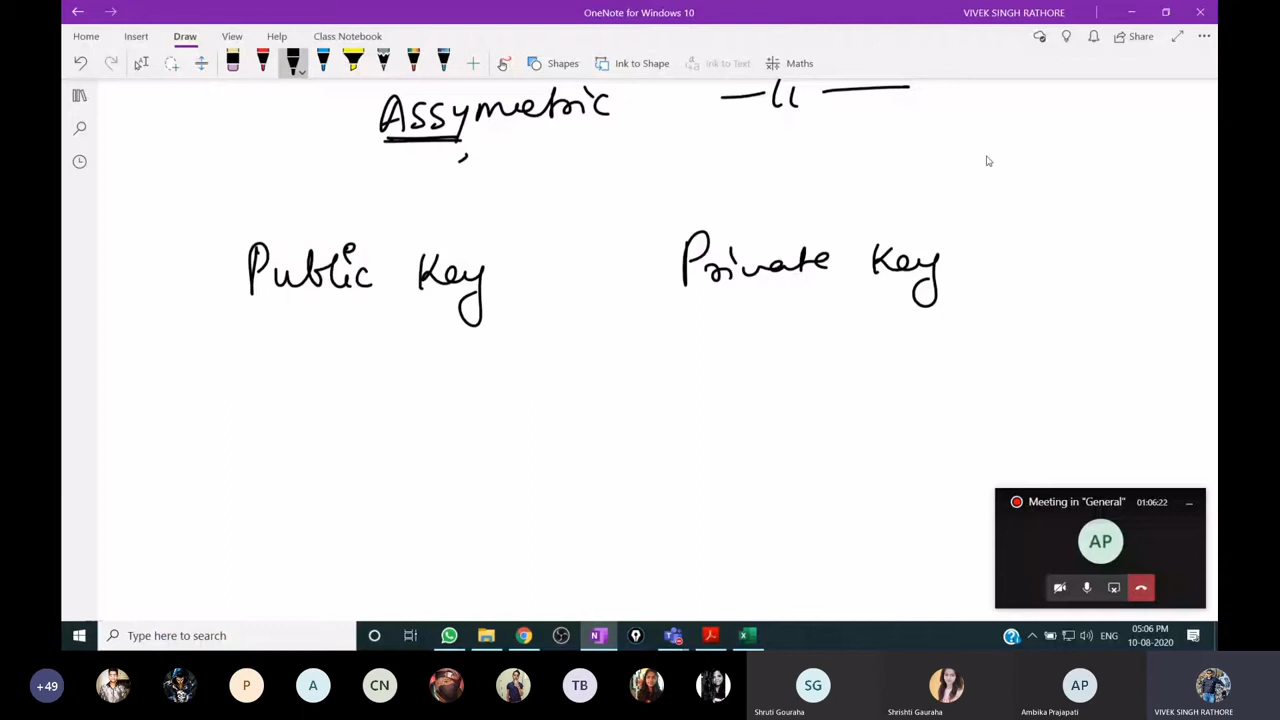 OneNote for Windows 10
VIVEK SINGH RATHORE
Home Insert Draw View Help Class Notebook
Share
Shapes Ink to Shape Ink to Text Maths
Assymetric
Public Key Private Key
Meeting in "General" 01:06:22
AP
Type here to search
ENG
05:06 PM
10-08-2020
+49 P A CN TB SG AP
Shruti Gouraha Shrishti Gauraha Ambika Prajapati VIVEK SINGH RATHORE